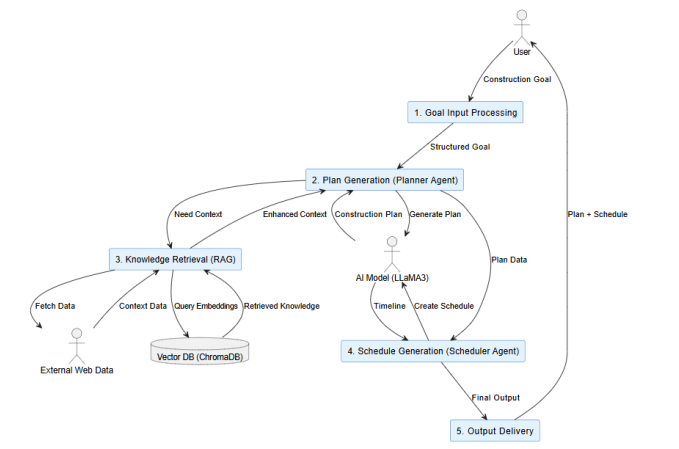 User
Construction Goal
1. Goal Input Processing
Structured Goal
2. Plan Generation (Planner Agent)
Need Context
Enhanced Context
Construction Plan
Generate Plan
Plan + Schedule
3. Knowledge Retrieval (RAG)
Plan Data
AI Model (LLaMA3)
Fetch Data
Context Data
Query Embeddings
Retrieved Knowledge
Timeline
Create Schedule
External Web Data
Vector DB (ChromaDB)
4. Schedule Generation (Scheduler Agent)
Final Output
5. Output Delivery